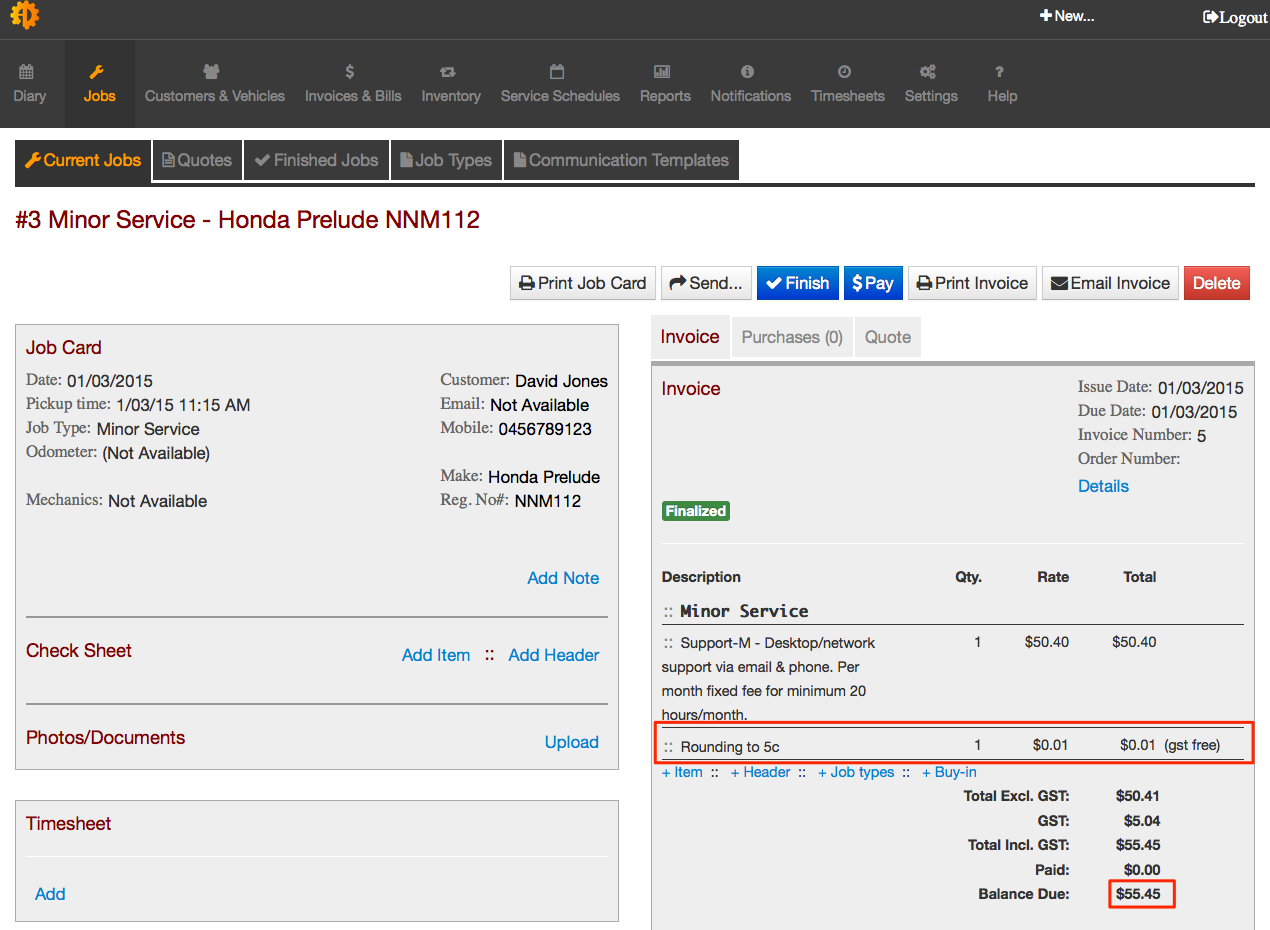 New...
Logout
Diary
Jobs
Customers & Vehicles
$
Invoices & Bills
Inventory
Service Schedules
Reports
Notifications
Timesheets
Settings
?
Help
Current Jobs
Quotes
Finished Jobs
Job Types
Communication Templates
#3 Minor Service - Honda Prelude NNM112
Print Job Card
Send...
Finish
$ Pay
Print Invoice
Email Invoice
Delete
Job Card
Date: 01/03/2015
Pickup time: 1/03/15 11:15 AM
Job Type: Minor Service
Odometer: (Not Available)
Mechanics: Not Available
Customer: David Jones
Email: Not Available
Mobile: 0456789123
Make: Honda Prelude
Reg. No#: NNM112
Add Note
Check Sheet
Add Item :: Add Header
Photos/Documents
Upload
Timesheet
Add
Invoice
Purchases (0)
Quote
Invoice
Issue Date: 01/03/2015
Due Date: 01/03/2015
Invoice Number: 5
Order Number:
Details
Finalized
Description Qty. Rate Total
:: Minor Service
:: Support-M - Desktop/network 1 $50.40 $50.40
support via email & phone. Per
month fixed fee for minimum 20
hours/month.
:: Rounding to 5c 1 $0.01 $0.01 (gst free)
+ Item :: + Header :: + Job types :: + Buy-in
Total Excl. GST: $50.41
GST: $5.04
Total Incl. GST: $55.45
Paid: $0.00
Balance Due: $55.45